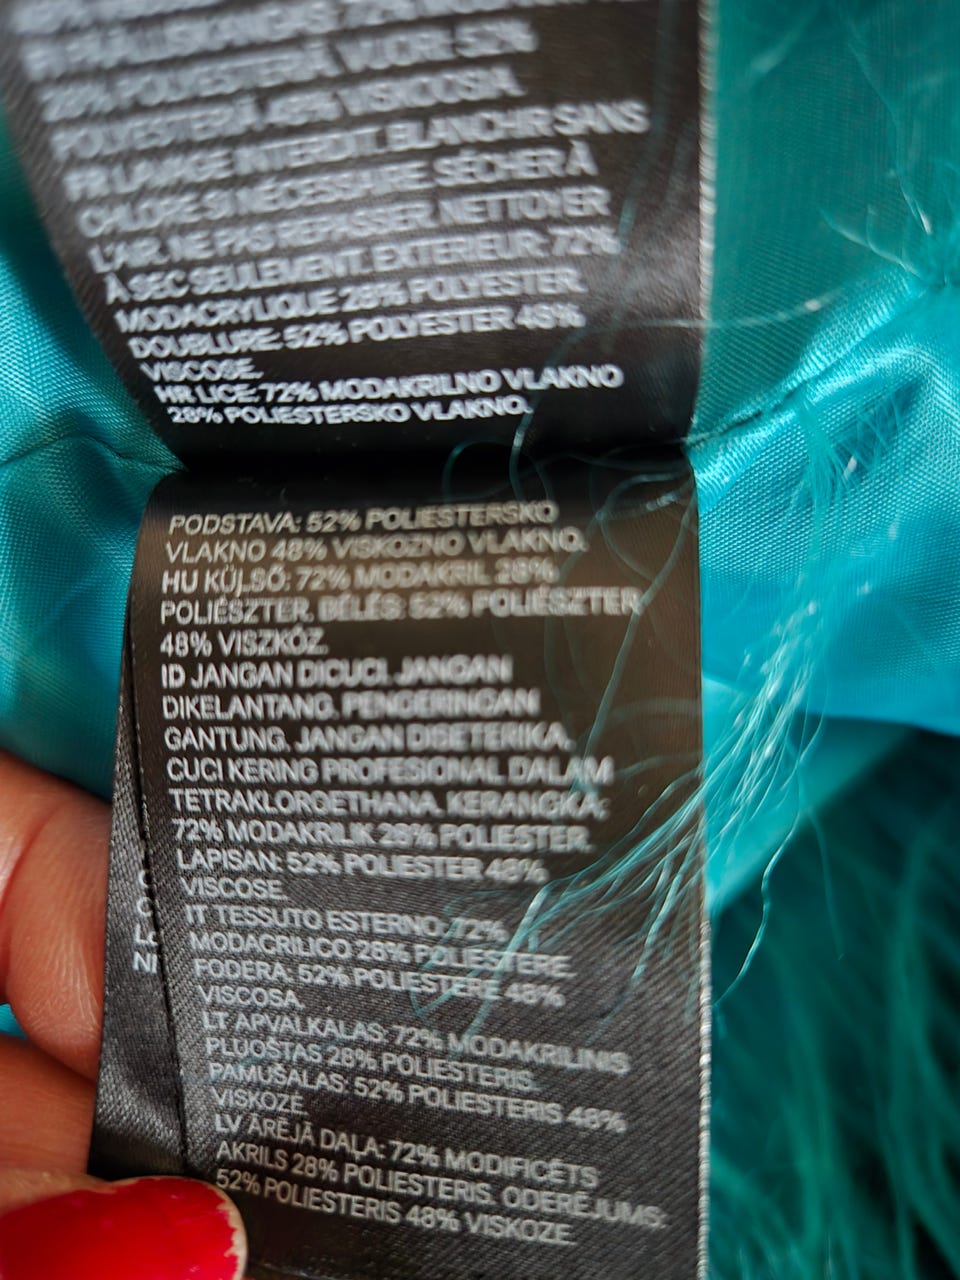 FI PÄÄLLISKANGAS: 72%
28% POLYESTERIÄ, VUORI: 52%
POLYESTERIÄ 48% VISKOOSIA.
FR LAVAGE INTERDIT. BLANCHIR SANS
CHLORE SI NÉCESSAIRE. SÉCHER À
L'AIR. NE PAS REPASSER. NETTOYER
À SEC SEULEMENT. EXTERIEUR: 72%
MODACRYLIQUE 28% POLYESTER.
DOUBLURE: 52% POLYESTER 48%
VISCOSE.
HR LICE: 72% MODAKRILNO VLAKNO
28% POLIESTERSKO VLAKNO.
PODSTAVA: 52% POLIESTERSKO
VLAKNO 48% VISKOZNO VLAKNO.
HU KÜLSŐ: 72% MODAKRIL 28%
POLIÉSZTER. BÉLÉS: 52% POLIÉSZTER
48% VISZKÓZ.
ID JANGAN DICUCI. JANGAN
DIKELANTANG. PENGERINGAN
GANTUNG. JANGAN DISETERIKA.
CUCI KERING PROFESIONAL DALAM
TETRAKLOROETHANA. KERANGKA:
72% MODAKRILIK 28% POLIESTER.
LAPISAN: 52% POLIESTER 48%
VISCOSE.
IT TESSUTO ESTERNO: 72%
MODACRILICO 28% POLIESTERE.
FODERA: 52% POLIESTERE 48%
VISCOSA.
LT APVALKALAS: 72% MODAKRILINIS
PLUOŠTAS 28% POLIESTERIS.
PAMUŠALAS: 52% POLIESTERIS 48%
VISKOZĖ.
LV ĀRĒJĀ DAĻA: 72% MODIFICĒTS
AKRILS 28% POLIESTERIS. ODERĒJUMS:
52% POLIESTERIS 48% VISKOZE.